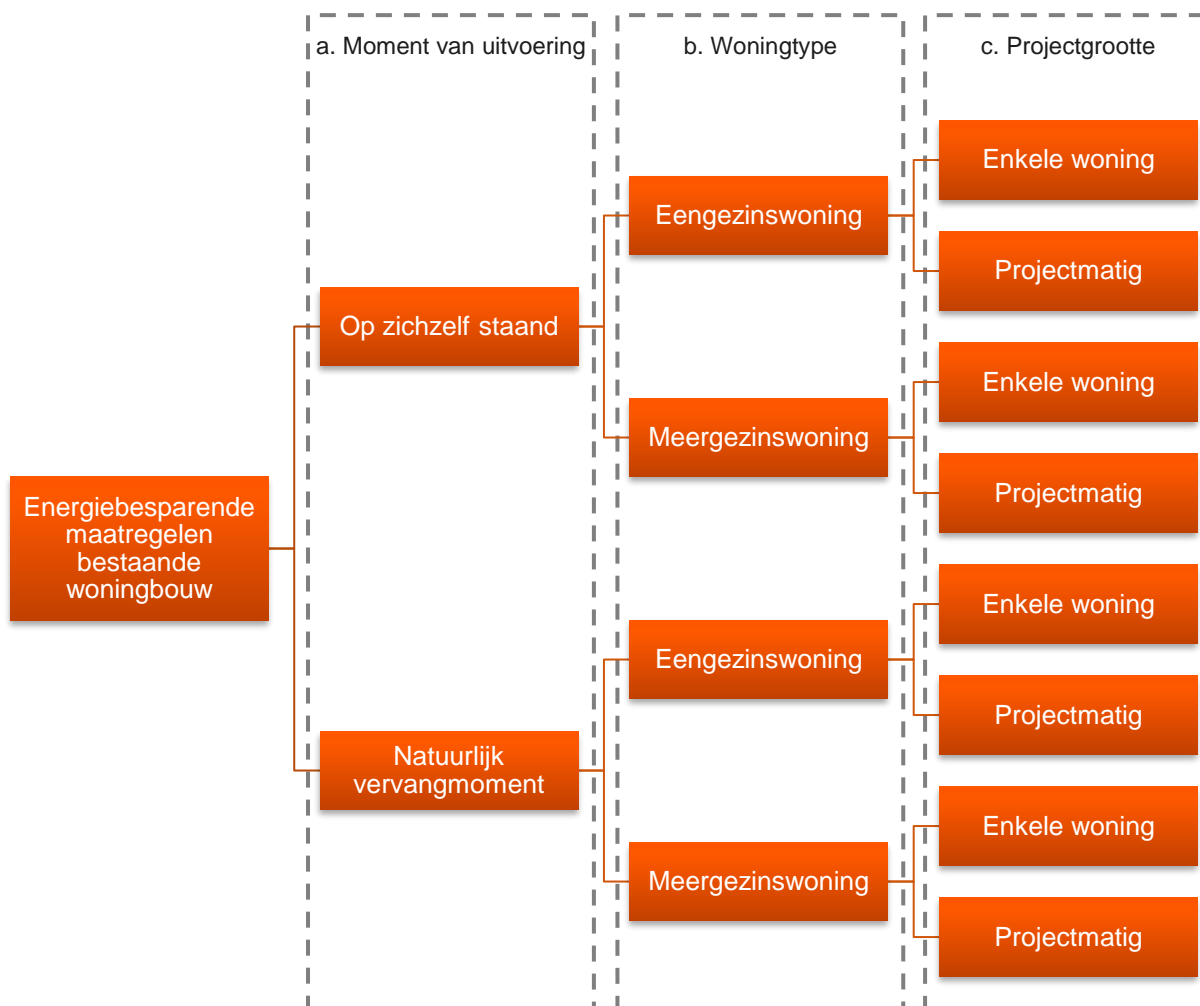 a. Moment van uitvoering
b. Woningtype
c. Projectgrootte
Energiebesparende
maatregelen
bestaande
woningbouw
Op zichzelf staand
Eengezinswoning
Enkele woning
Projectmatig
Meergezinswoning
Enkele woning
Projectmatig
Natuurlijk
vervangmoment
Eengezinswoning
Enkele woning
Projectmatig
Meergezinswoning
Enkele woning
Projectmatig